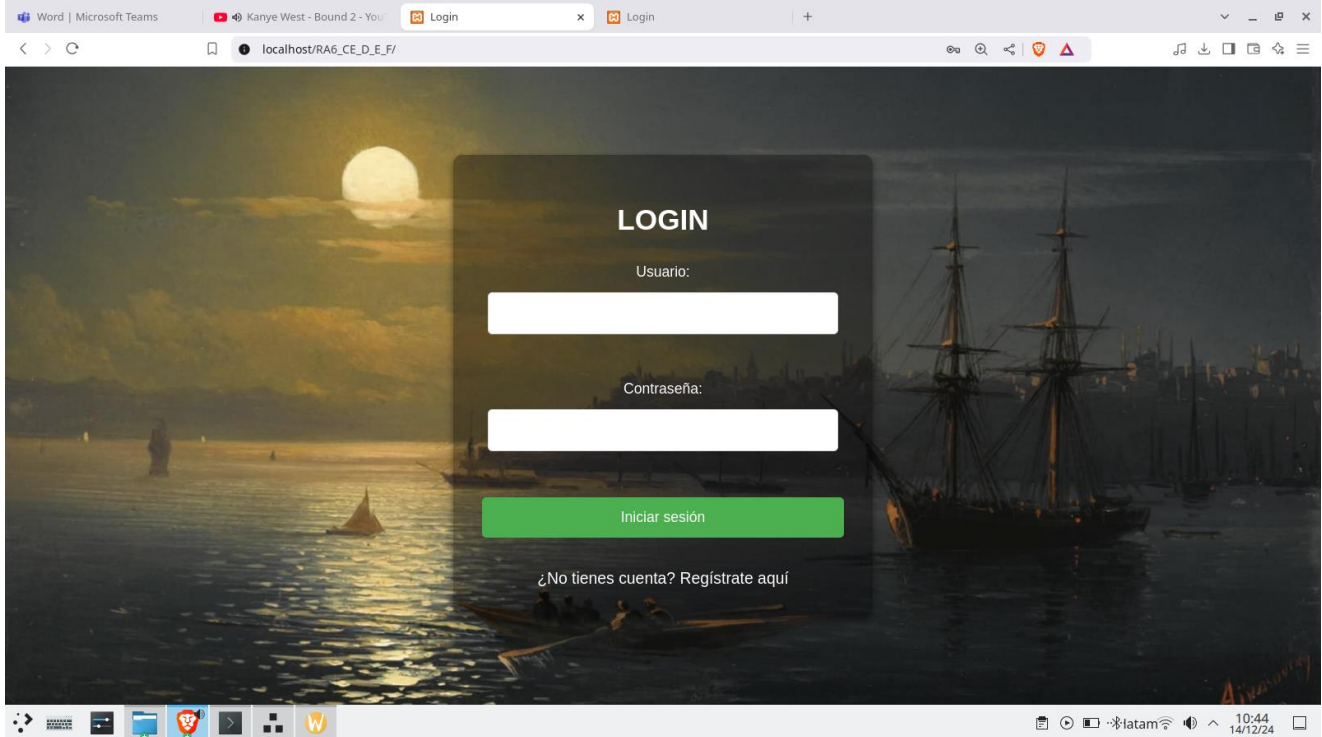 Word | Microsoft Teams
Kanye West - Bound 2 - You
Login
Login
localhost/RA6_CE_D_E_F/
LOGIN
Usuario:
Contraseña:
Iniciar sesión
¿No tienes cuenta? Regístrate aquí
latam
10:44
14/12/24